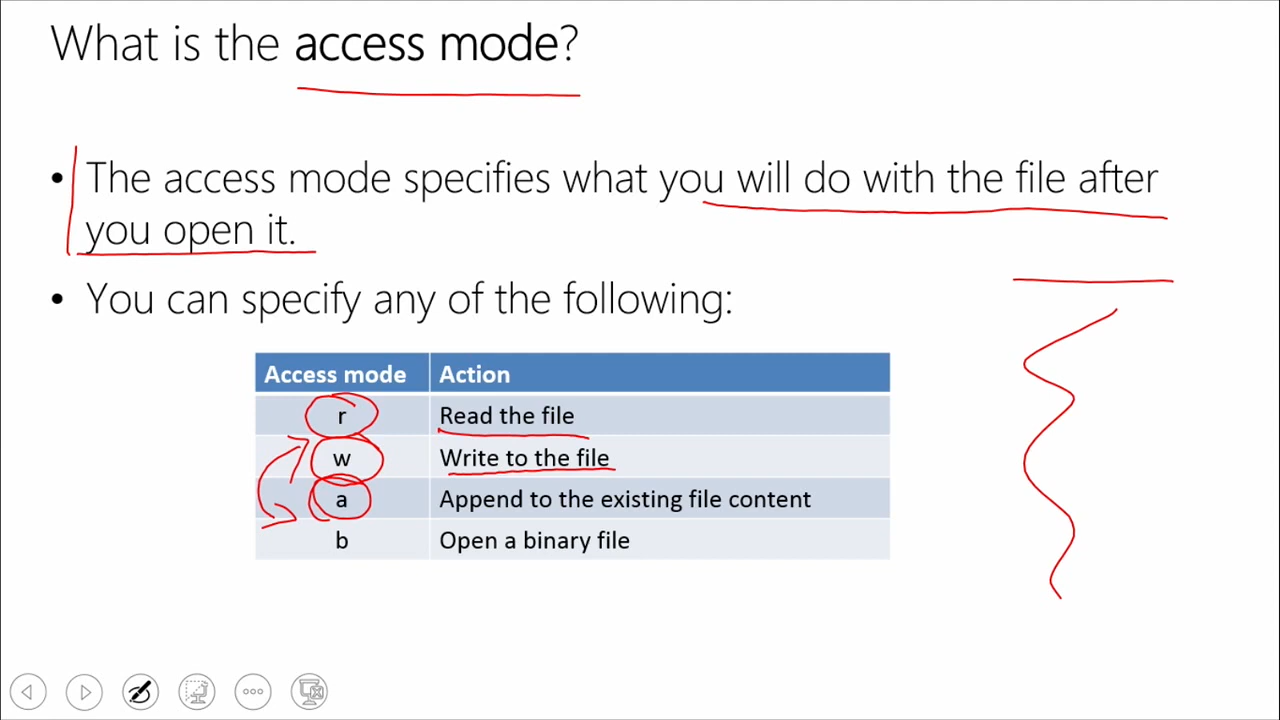 What is the access mode?
• The access mode specifies what you will do with the file after
you open it.
• You can specify any of the following:
Access mode Action
r Read the file
w Write to the file
a Append to the existing file content
b Open a binary file